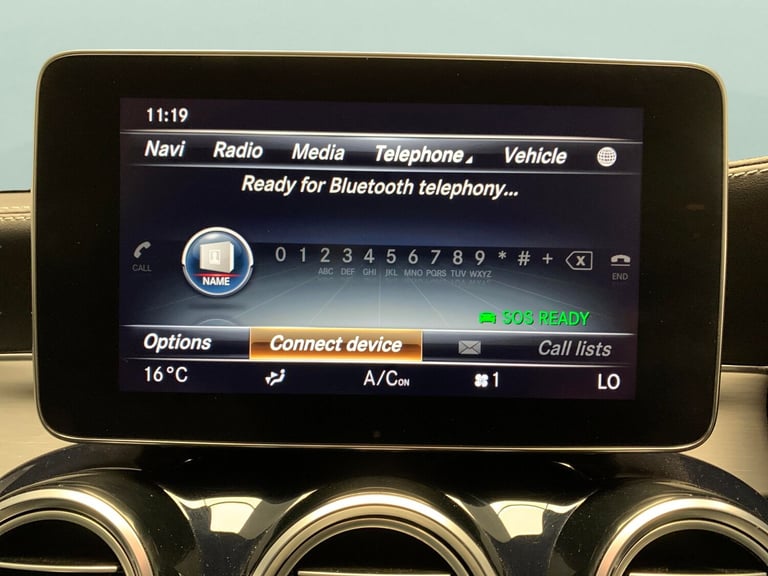 11:19
Navi Radio Media Telephone Vehicle
Ready for Bluetooth telephony...
0 1 2 3 4 5 6 7 8 9 * # +
ABC DEF GHI JKL MNO PQRS TUV WXYZ
CALL NAME END
SOS READY
Options Connect device Call lists
16°C A/C ON 1 LO